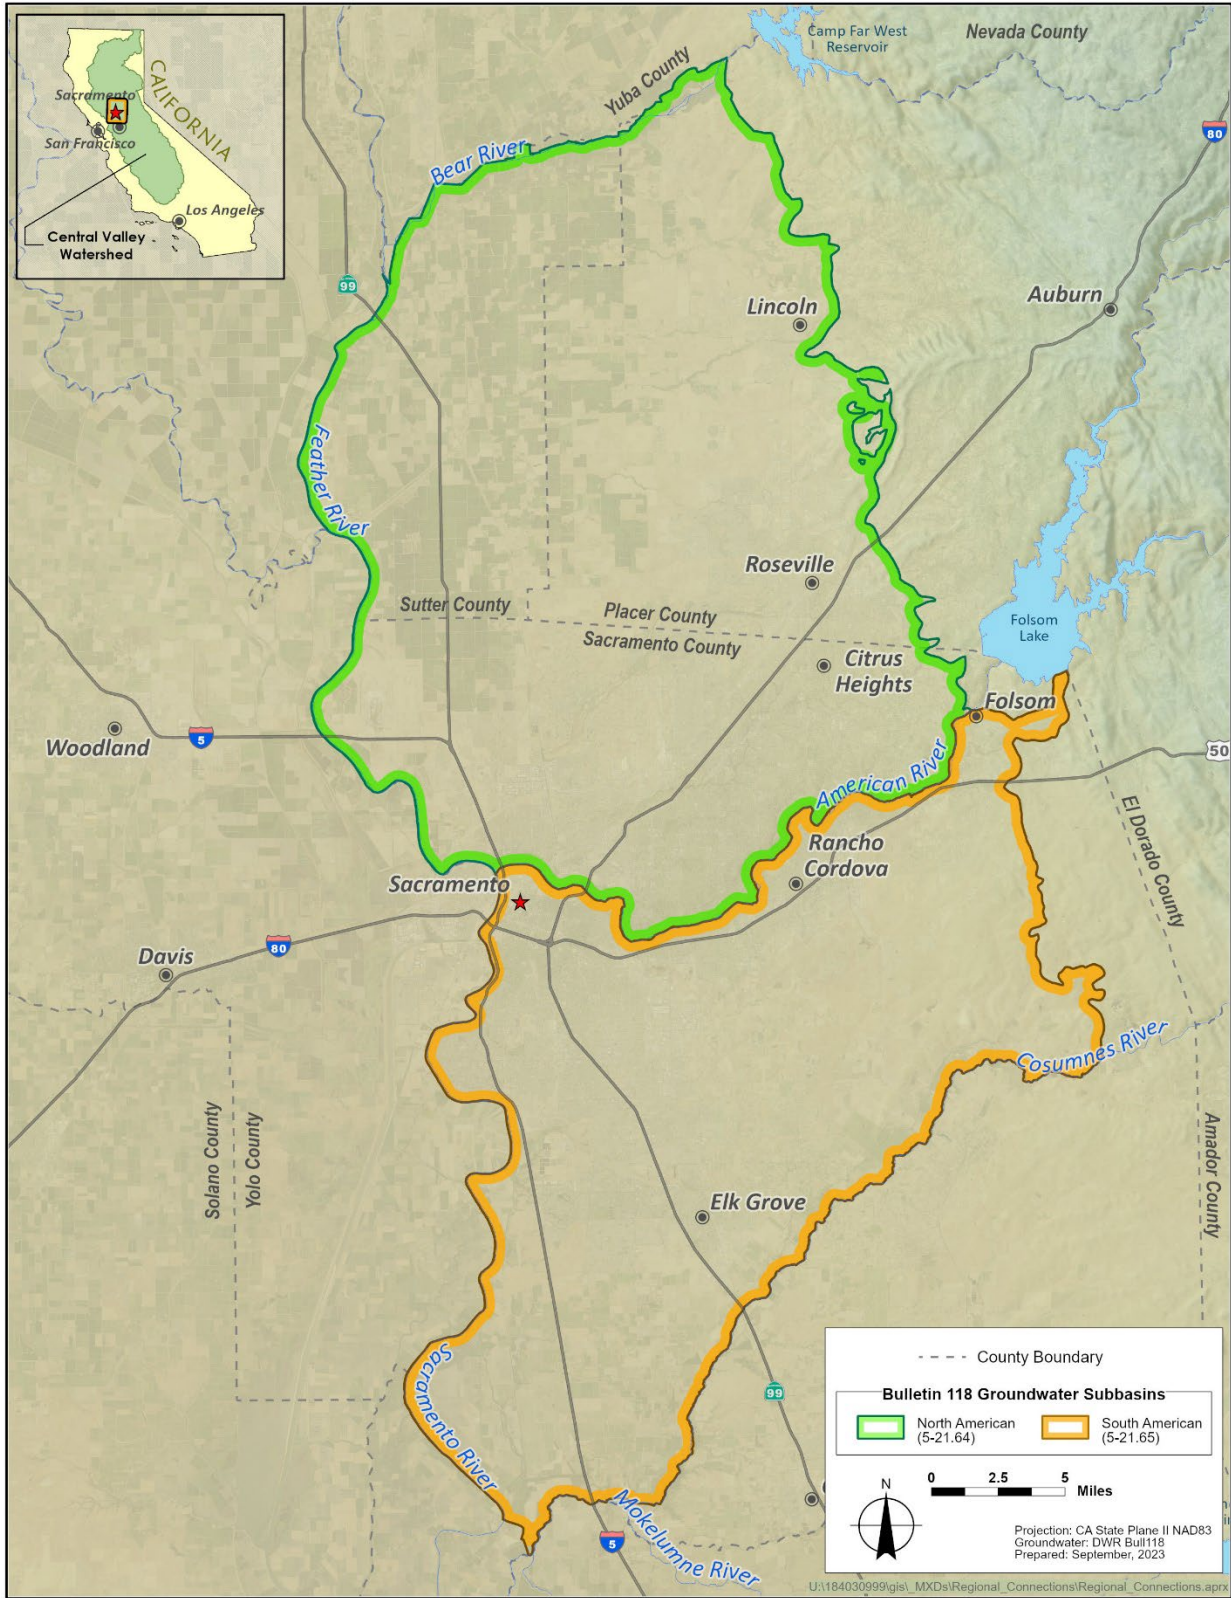 Camp Far West
Reservoir
Nevada County
Yuba County
Bear River
80
CALIFORNIA
Sacramento
San Francisco
Los Angeles
Central Valley
Watershed
99
Lincoln
Auburn
Feather River
Roseville
Sutter County
Placer County
Sacramento County
Folsom
Lake
Citrus
Heights
Folsom
Woodland
5
50
American River
El Dorado County
Rancho
Cordova
Sacramento
80
Davis
Cosumnes River
Solano County
Yolo County
Amador County
Elk Grove
Sacramento River
99
Mokelumne River
5
County Boundary
Bulletin 118 Groundwater Subbasins
North American
(5-21.64)
South American
(5-21.65)
N
0 2.5 5
Miles
Projection: CA State Plane II NAD83
Groundwater: DWR Bull118
Prepared: September, 2023
U:\184030999\gis\_MXDs\Regional_Connections\Regional_Connections.aprx